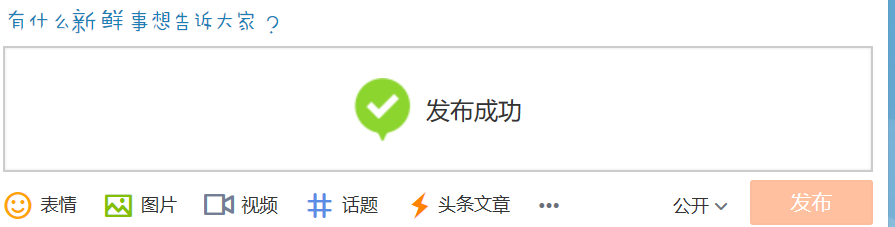 有什么新鲜事想告诉大家？
发布成功
表情 图片 视频 话题 头条文章 ··· 公开 发布